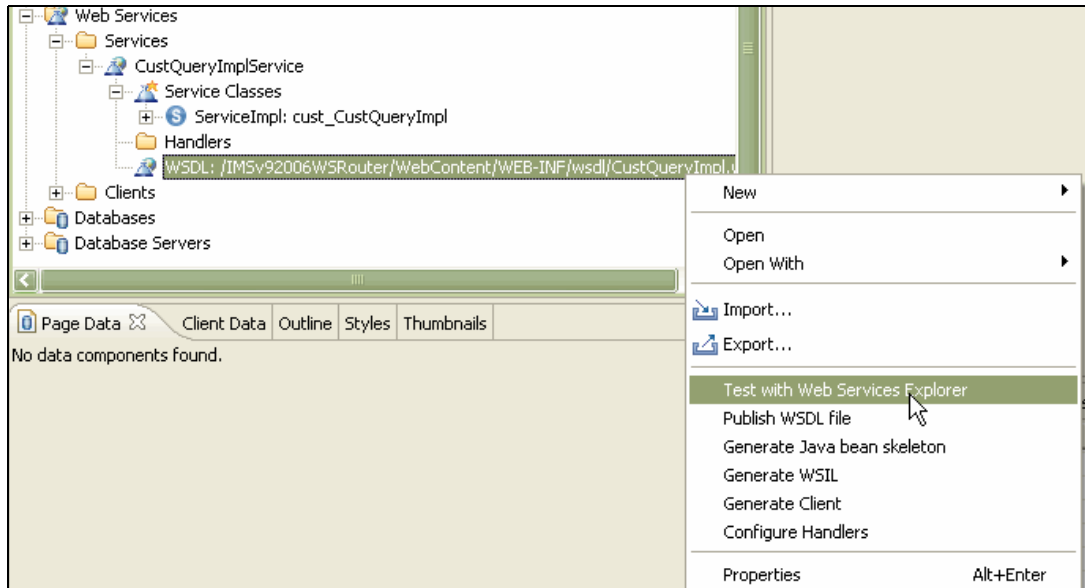 Web Services
Services
CustQueryImplService
Service Classes
ServiceImpl: cust_CustQueryImpl
Handlers
WSDL: /IMSv92006WSRouter/WebContent/WEB-INF/wsdl/CustQueryImpl.w
Clients
Databases
Database Servers
Page Data
Client Data
Outline
Styles
Thumbnails
No data components found.
New
Open
Open With
Import...
Export...
Test with Web Services Explorer
Publish WSDL file
Generate Java bean skeleton
Generate WSIL
Generate Client
Configure Handlers
Properties Alt+Enter